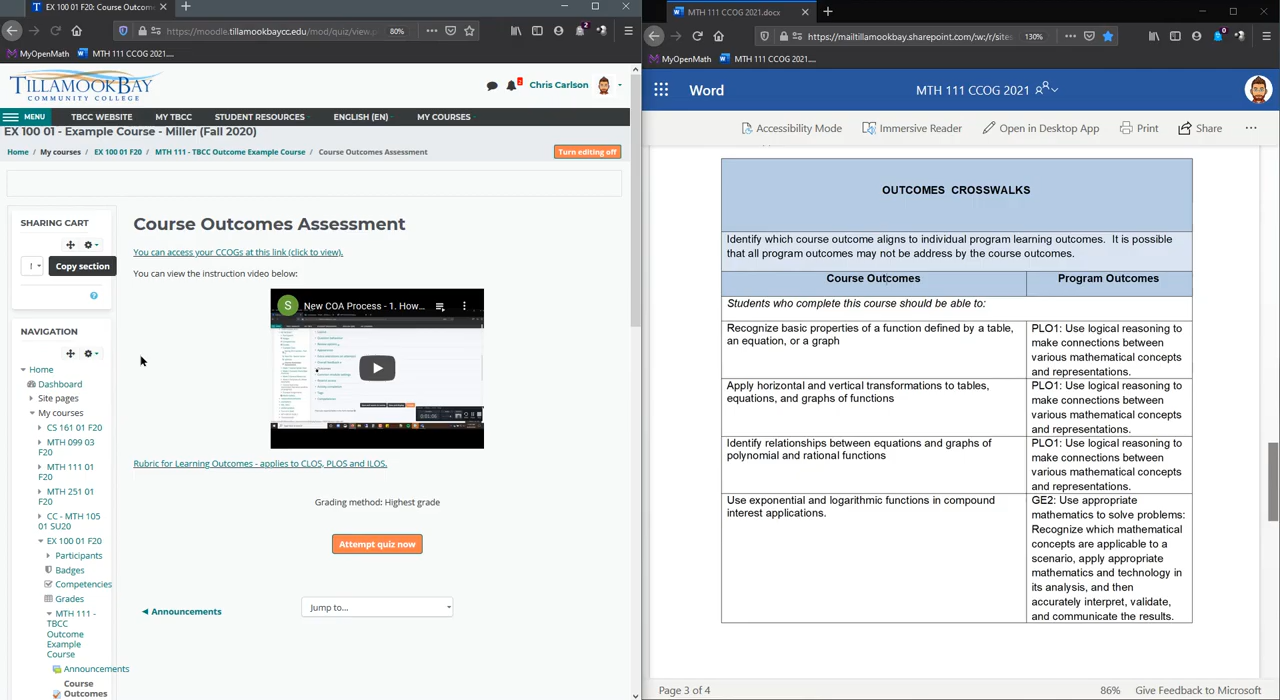 EX 100 01 F20: Course Outcom
https://moodle.tillamookbaycc.edu/mod/quiz/view.p
80%
2
MyOpenMath
MTH 111 CCOG 2021....
TILLAMOOKBAY
COMMUNITY COLLEGE
Chris Carlson
MENU
TBCC WEBSITE
MY TBCC
STUDENT RESOURCES
ENGLISH (EN)
MY COURSES
EX 100 01 - Example Course - Miller (Fall 2020)
Home / My courses / EX 100 01 F20 / MTH 111 - TBCC Outcome Example Course / Course Outcomes Assessment
Turn editing off
SHARING CART
Copy section
NAVIGATION
Home
Dashboard
Site pages
My courses
CS 161 01 F20
MTH 099 03
F20
MTH 111 01
F20
MTH 251 01
F20
CC - MTH 105
01 SU20
EX 100 01 F20
Participants
Badges
Competencies
Grades
MTH 111 -
TBCC
Outcome
Example
Course
Announcements
Course
Outcomes
Course Outcomes Assessment
You can access your CCOGs at this link (click to view).
You can view the instruction video below:
S
New COA Process - 1. How...
Rubric for Learning Outcomes - applies to CLOS, PLOS and ILOS.
Grading method: Highest grade
Attempt quiz now
◄ Announcements
Jump to...
MTH 111 CCOG 2021.docx
https://mailtillamookbay.sharepoint.com/:w:/r/sites
130%
0
MyOpenMath
MTH 111 CCOG 2021....
Word
MTH 111 CCOG 2021
Accessibility Mode
Immersive Reader
Open in Desktop App
Print
Share
OUTCOMES CROSSWALKS
Identify which course outcome aligns to individual program learning outcomes. It is possible
that all program outcomes may not be address by the course outcomes.
Course Outcomes
Program Outcomes
Students who complete this course should be able to:
Recognize basic properties of a function defined by a table,
an equation, or a graph
PLO1: Use logical reasoning to
make connections between
various mathematical concepts
and representations.
Apply horizontal and vertical transformations to tables,
equations, and graphs of functions
PLO1: Use logical reasoning to
make connections between
various mathematical concepts
and representations.
Identify relationships between equations and graphs of
polynomial and rational functions
PLO1: Use logical reasoning to
make connections between
various mathematical concepts
and representations.
Use exponential and logarithmic functions in compound
interest applications.
GE2: Use appropriate
mathematics to solve problems:
Recognize which mathematical
concepts are applicable to a
scenario, apply appropriate
mathematics and technology in
its analysis, and then
accurately interpret, validate,
and communicate the results.
Page 3 of 4
86%
Give Feedback to Microsoft